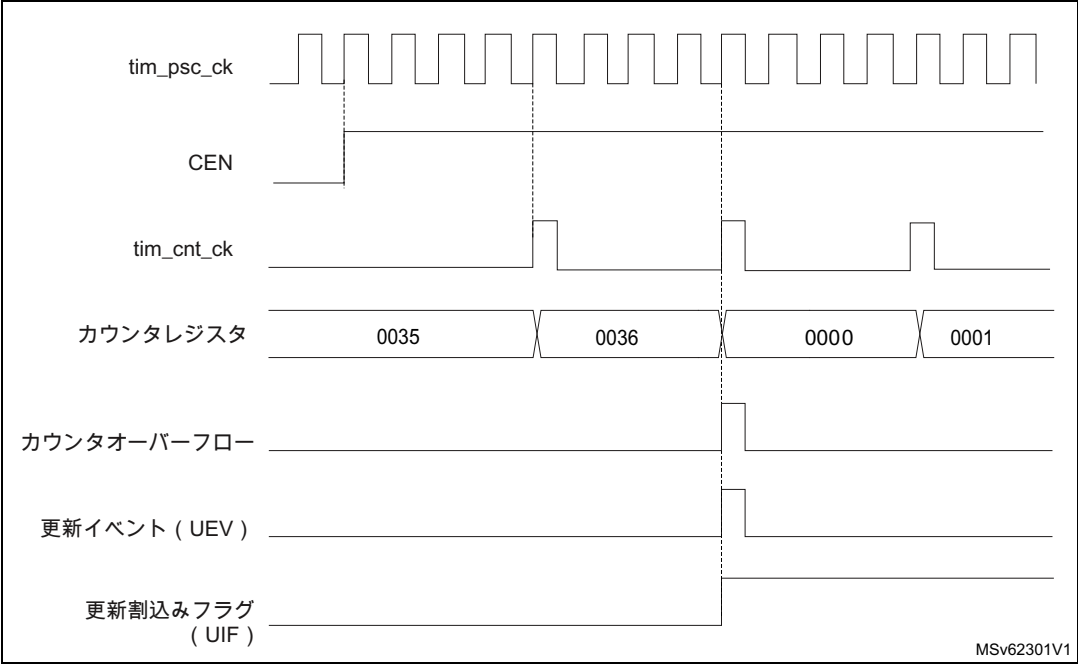 tim_psc_ck
CEN
tim_cnt_ck
カウンタレジスタ 0035 0036 0000 0001
カウンタオーバーフロー
更新イベント ( UEV )
更新割込みフラグ
( UIF )
MSv62301V1